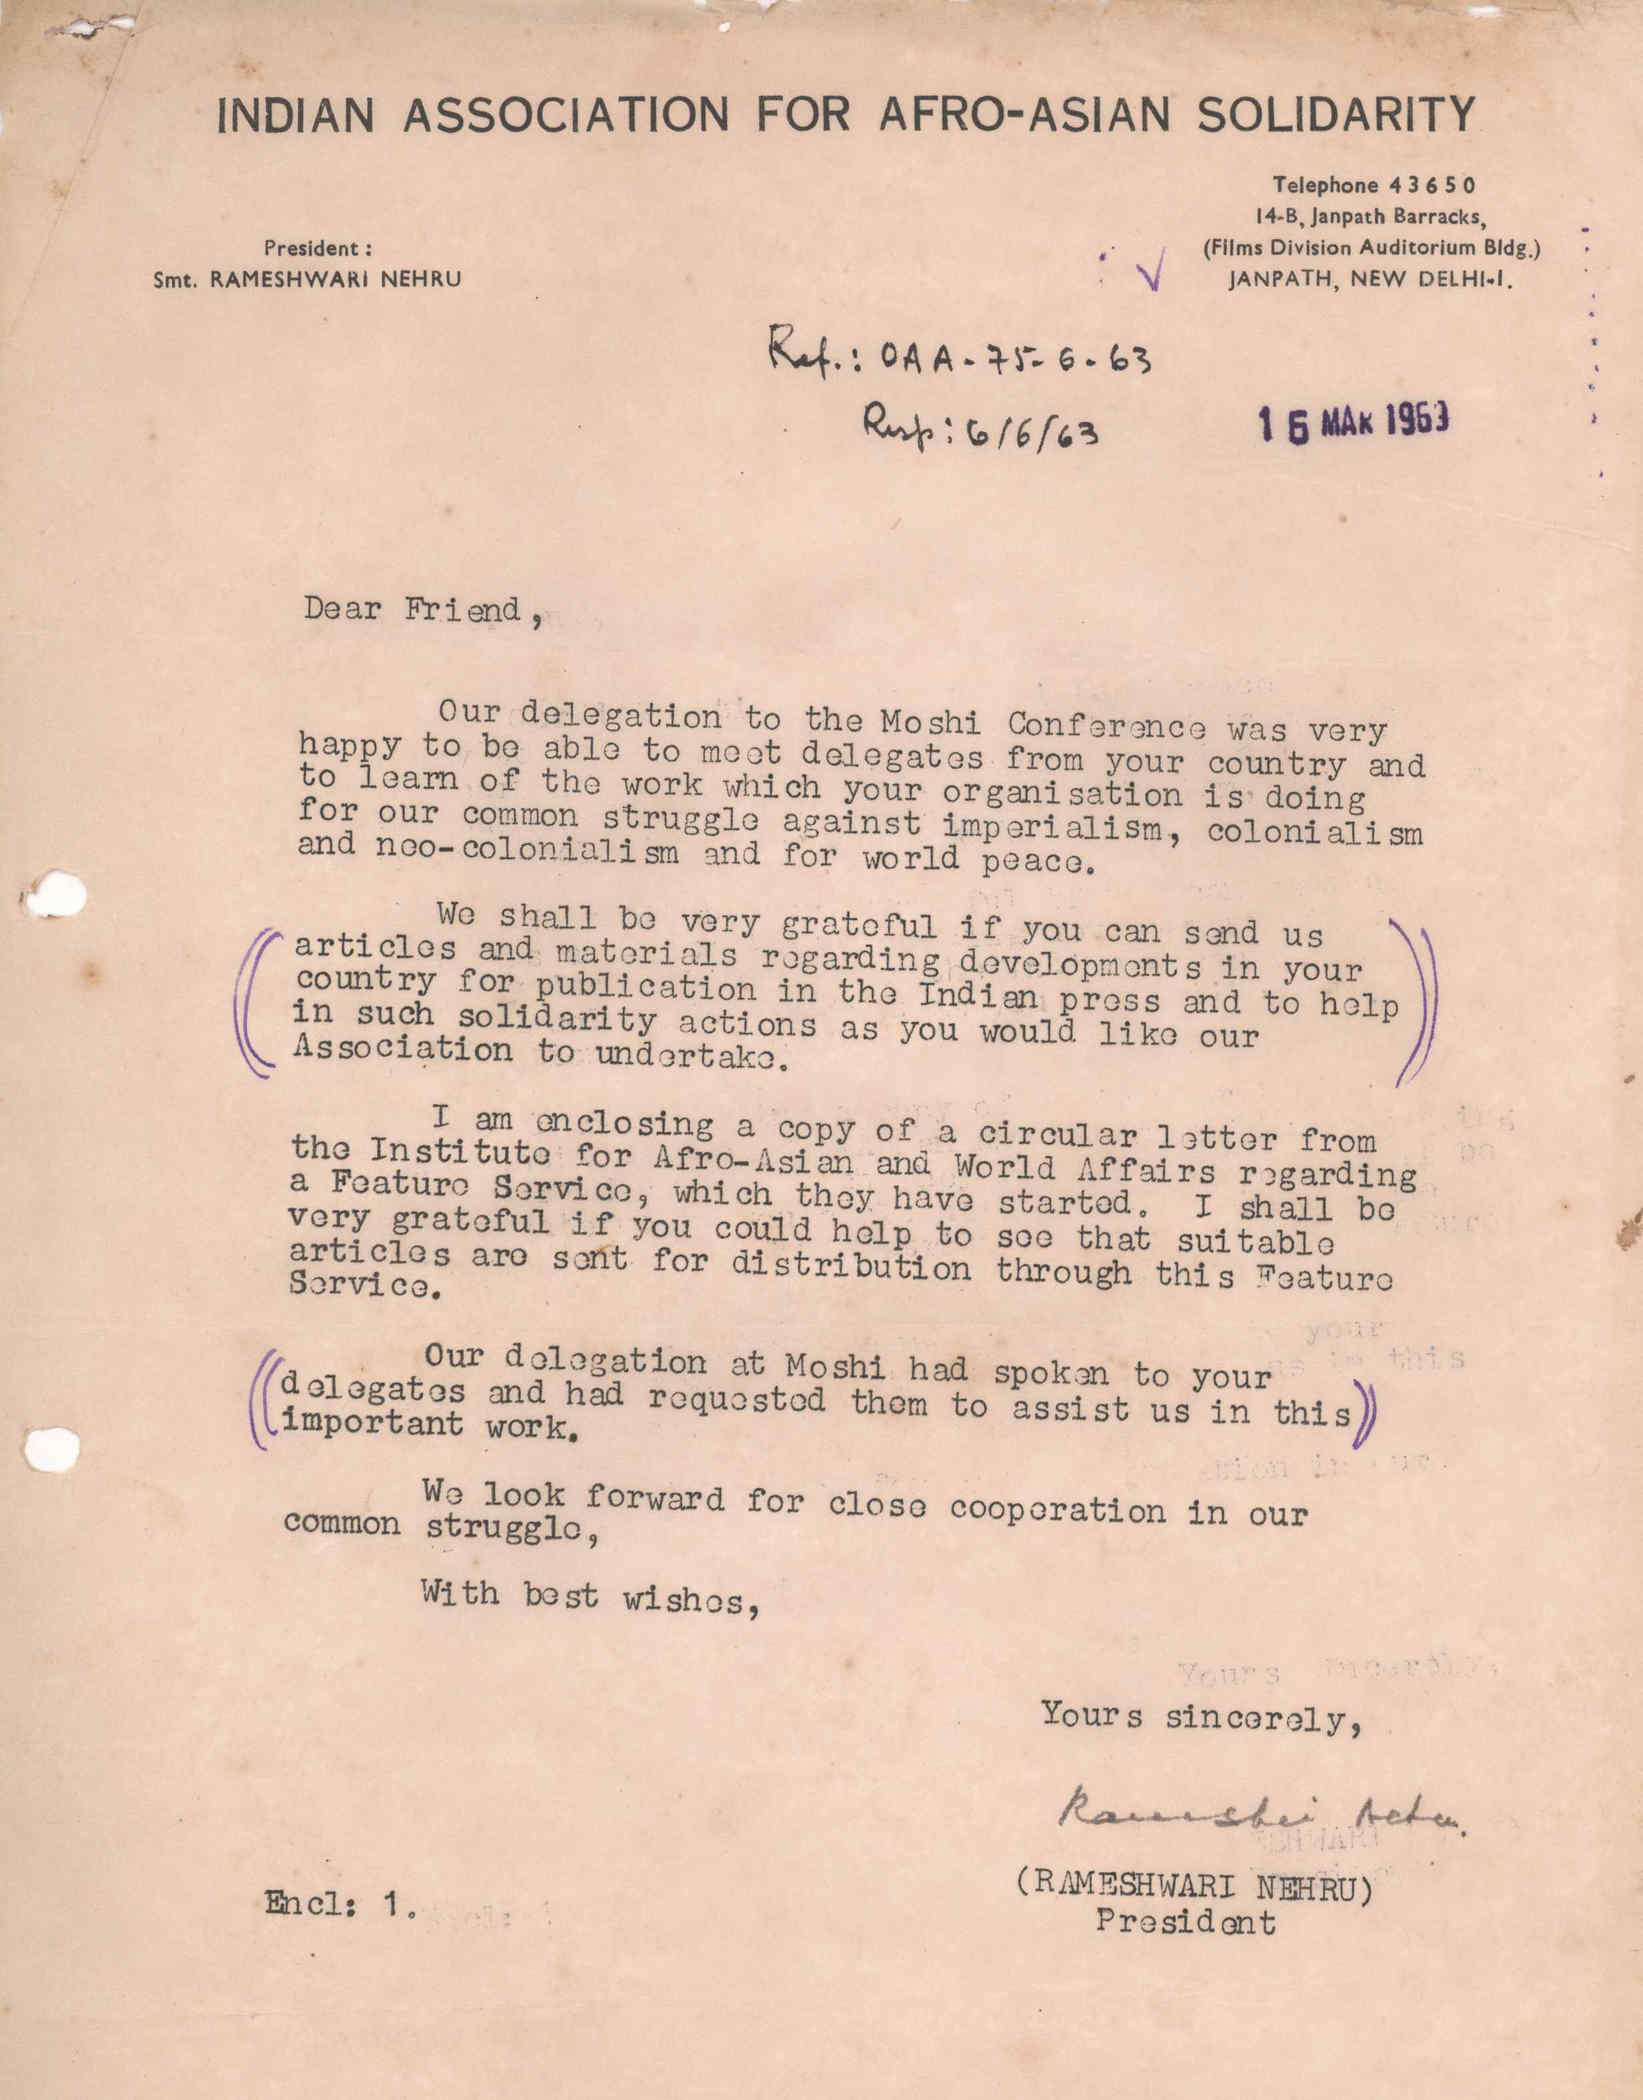 INDIAN ASSOCIATION FOR AFRO-ASIAN SOLIDARITY
Telephone 43650
14-B, Janpath Barracks,
President :
(Films Division Auditorium Bldg.)
Smt. RAMESHWARI NEHRU
JANPATH, NEW DELHI-1.
Ref.: OAA-75-6-63
Resp: 6/6/63
16 MAR 1963
Dear Friend,
Our delegation to the Moshi Conference was very
happy to be able to meet delegates from your country and
to learn of the work which your organisation is doing
for our common struggle against imperialism, colonialism
and neo-colonialism and for world peace.
We shall be very grateful if you can send us
articles and materials regarding developments in your
country for publication in the Indian press and to help
in such solidarity actions as you would like our
Association to undertake.
I am enclosing a copy of a circular letter from
the Institute for Afro-Asian and World Affairs regarding
a Feature Service, which they have started. I shall be
very grateful if you could help to see that suitable
articles are sent for distribution through this Feature
Service.
Our delegation at Moshi had spoken to your
delegates and had requested them to assist us in this
important work.
We look forward for close cooperation in our
common struggle,
With best wishes,
Yours sincerely,
(RAMESHWARI NEHRU)
President
Encl: 1.